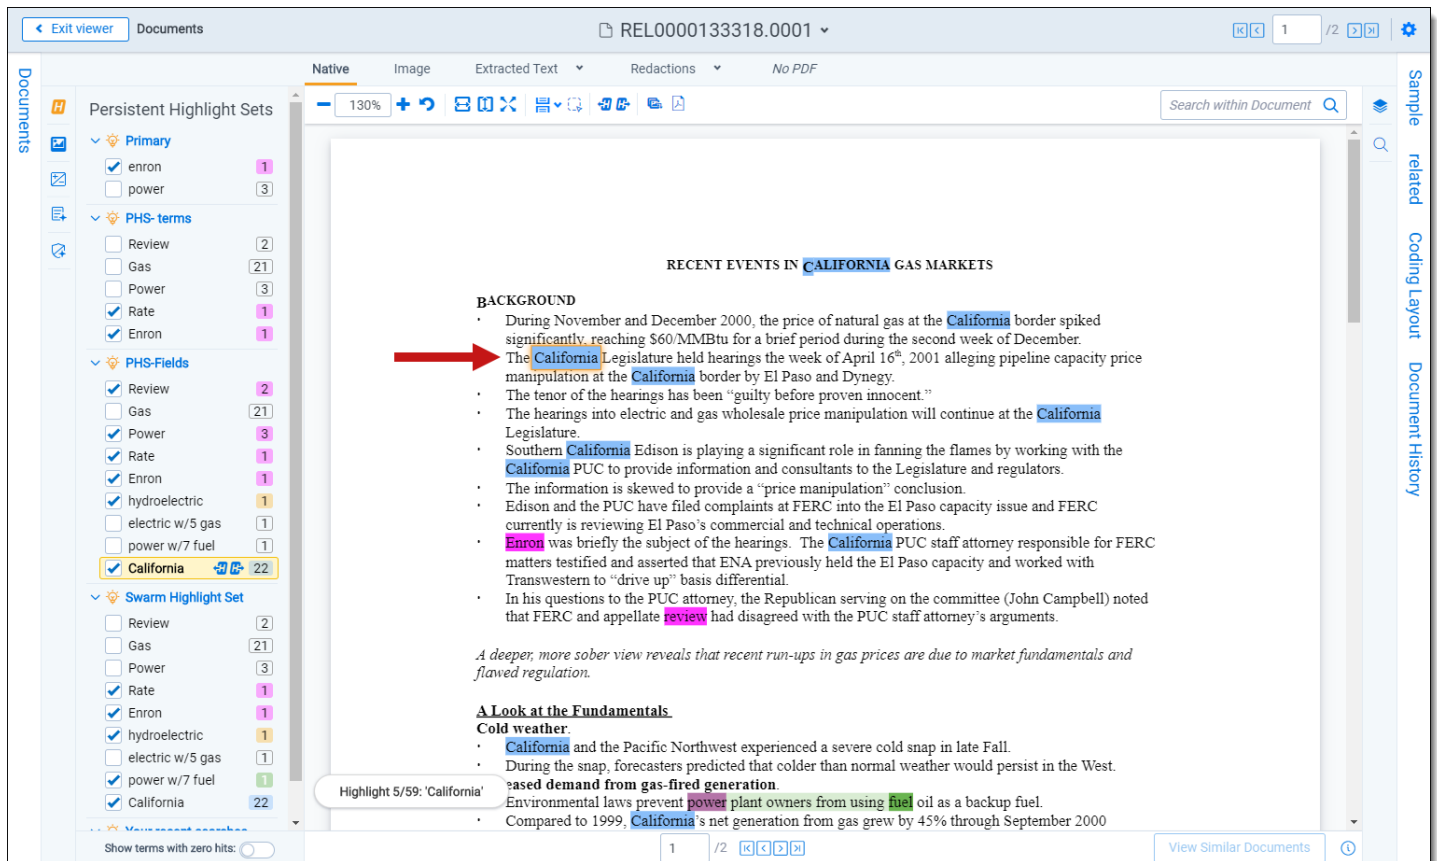 Exit viewer
Documents
REL0000133318.0001
1
/2
Documents
Native
Image
Extracted Text
Redactions
No PDF
130%
Search within Document
Persistent Highlight Sets
Primary
enron 1
power 3
PHS- terms
Review 2
Gas 21
Power 3
Rate 1
Enron 1
PHS-Fields
Review 2
Gas 21
Power 3
Rate 1
Enron 1
hydroelectric 1
electric w/5 gas 1
power w/7 fuel 1
California 22
Swarm Highlight Set
Review 2
Gas 21
Power 3
Rate 1
Enron 1
hydroelectric 1
electric w/5 gas 1
power w/7 fuel 1
California 22
Your recent searches
Show terms with zero hits:
RECENT EVENTS IN CALIFORNIA GAS MARKETS
BACKGROUND
· During November and December 2000, the price of natural gas at the California border spiked
significantly, reaching $60/MMBtu for a brief period during the second week of December.
· The California Legislature held hearings the week of April 16th, 2001 alleging pipeline capacity price
manipulation at the California border by El Paso and Dynegy.
· The tenor of the hearings has been “guilty before proven innocent.”
· The hearings into electric and gas wholesale price manipulation will continue at the California
Legislature.
· Southern California Edison is playing a significant role in fanning the flames by working with the
California PUC to provide information and consultants to the Legislature and regulators.
· The information is skewed to provide a “price manipulation” conclusion.
· Edison and the PUC have filed complaints at FERC into the El Paso capacity issue and FERC
currently is reviewing El Paso’s commercial and technical operations.
· Enron was briefly the subject of the hearings. The California PUC staff attorney responsible for FERC
matters testified and asserted that ENA previously held the El Paso capacity and worked with
Transwestern to “drive up” basis differential.
· In his questions to the PUC attorney, the Republican serving on the committee (John Campbell) noted
that FERC and appellate review had disagreed with the PUC staff attorney’s arguments.
A deeper, more sober view reveals that recent run-ups in gas prices are due to market fundamentals and
flawed regulation.
A Look at the Fundamentals
Cold weather.
· California and the Pacific Northwest experienced a severe cold snap in late Fall.
· During the snap, forecasters predicted that colder than normal weather would persist in the West.
eased demand from gas-fired generation.
Environmental laws prevent power plant owners from using fuel oil as a backup fuel.
· Compared to 1999, California’s net generation from gas grew by 45% through September 2000
Highlight 5/59: 'California'
1
/2
View Similar Documents
Sample
related
Coding Layout
Document History